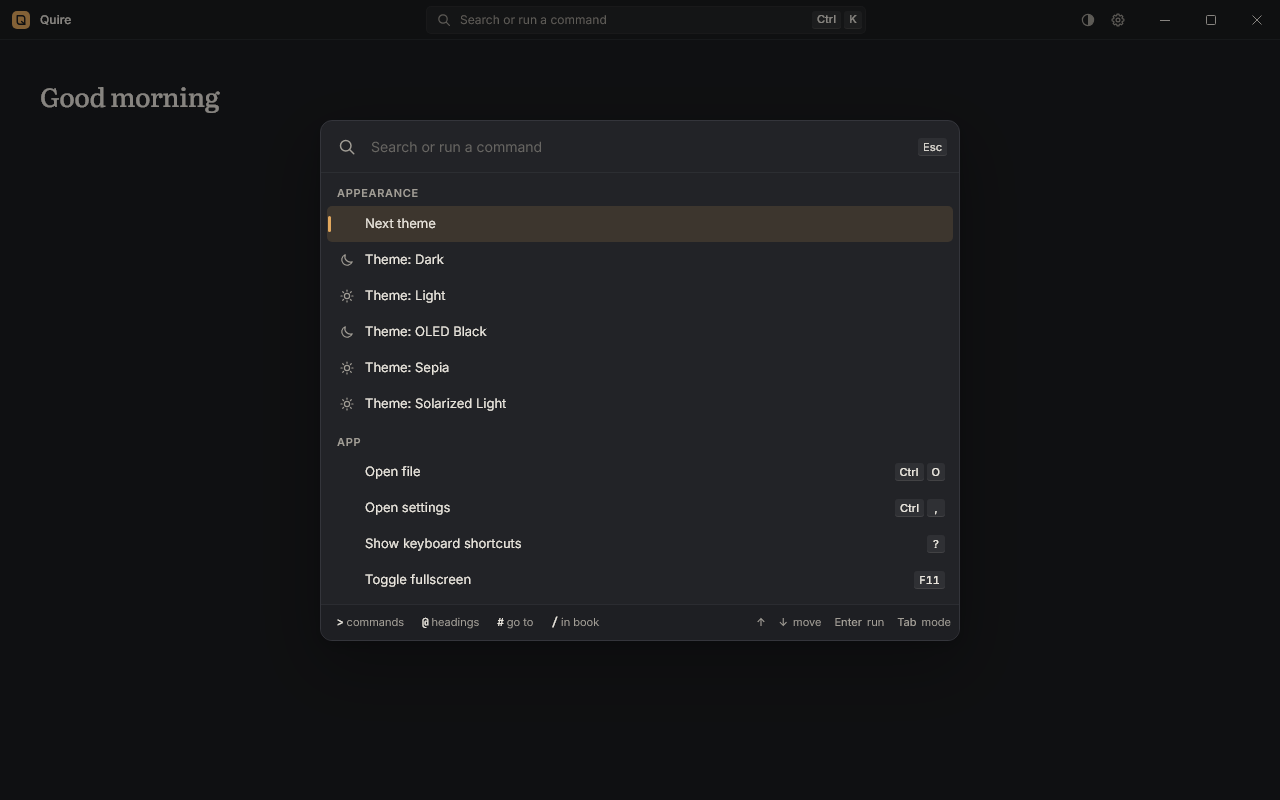 Quire
Search or run a command Ctrl K
Good morning
Search or run a command Esc
APPEARANCE
Next theme
Theme: Dark
Theme: Light
Theme: OLED Black
Theme: Sepia
Theme: Solarized Light
APP
Open file Ctrl O
Open settings Ctrl ,
Show keyboard shortcuts ?
Toggle fullscreen F11
> commands @ headings # go to / in book ↑ ↓ move Enter run Tab mode